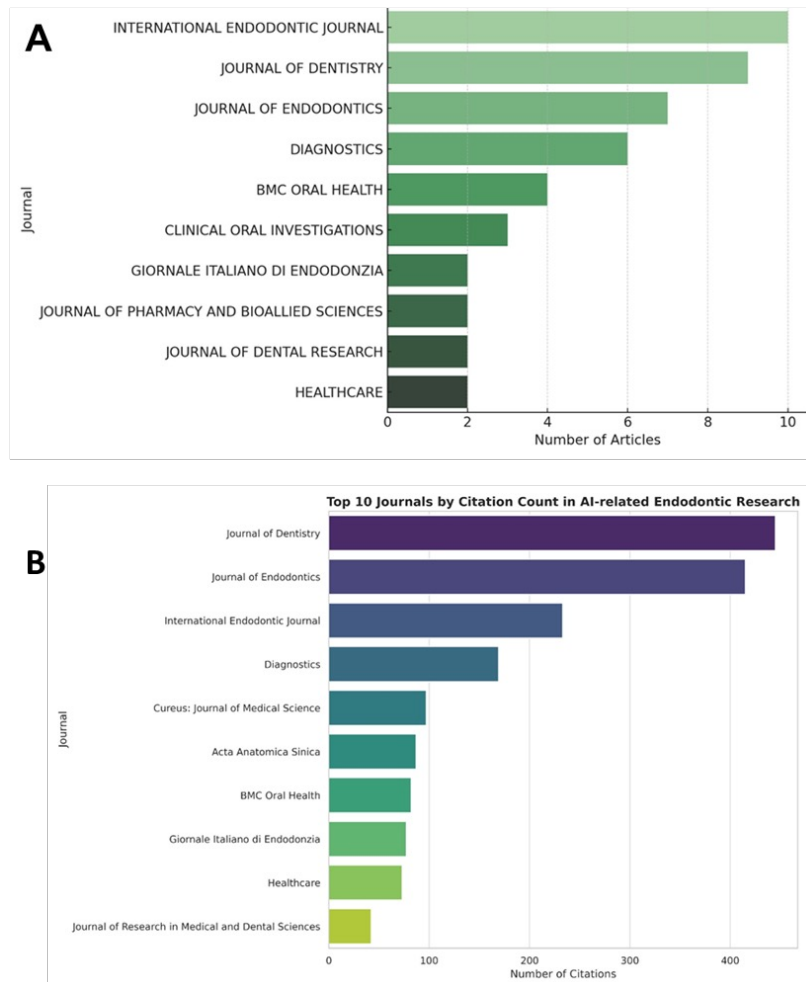 A
INTERNATIONAL ENDODONTIC JOURNAL
JOURNAL OF DENTISTRY
JOURNAL OF ENDODONTICS
DIAGNOSTICS
BMC ORAL HEALTH
CLINICAL ORAL INVESTIGATIONS
GIORNALE ITALIANO DI ENDODONZIA
JOURNAL OF PHARMACY AND BIOALLIED SCIENCES
JOURNAL OF DENTAL RESEARCH
HEALTHCARE
Journal
0 2 4 6 8 10
Number of Articles
B
Top 10 Journals by Citation Count in AI-related Endodontic Research
Journal of Dentistry
Journal of Endodontics
International Endodontic Journal
Diagnostics
Cureus: Journal of Medical Science
Acta Anatomica Sinica
BMC Oral Health
Giornale Italiano di Endodonzia
Healthcare
Journal of Research in Medical and Dental Sciences
Journal
0 100 200 300 400
Number of Citations